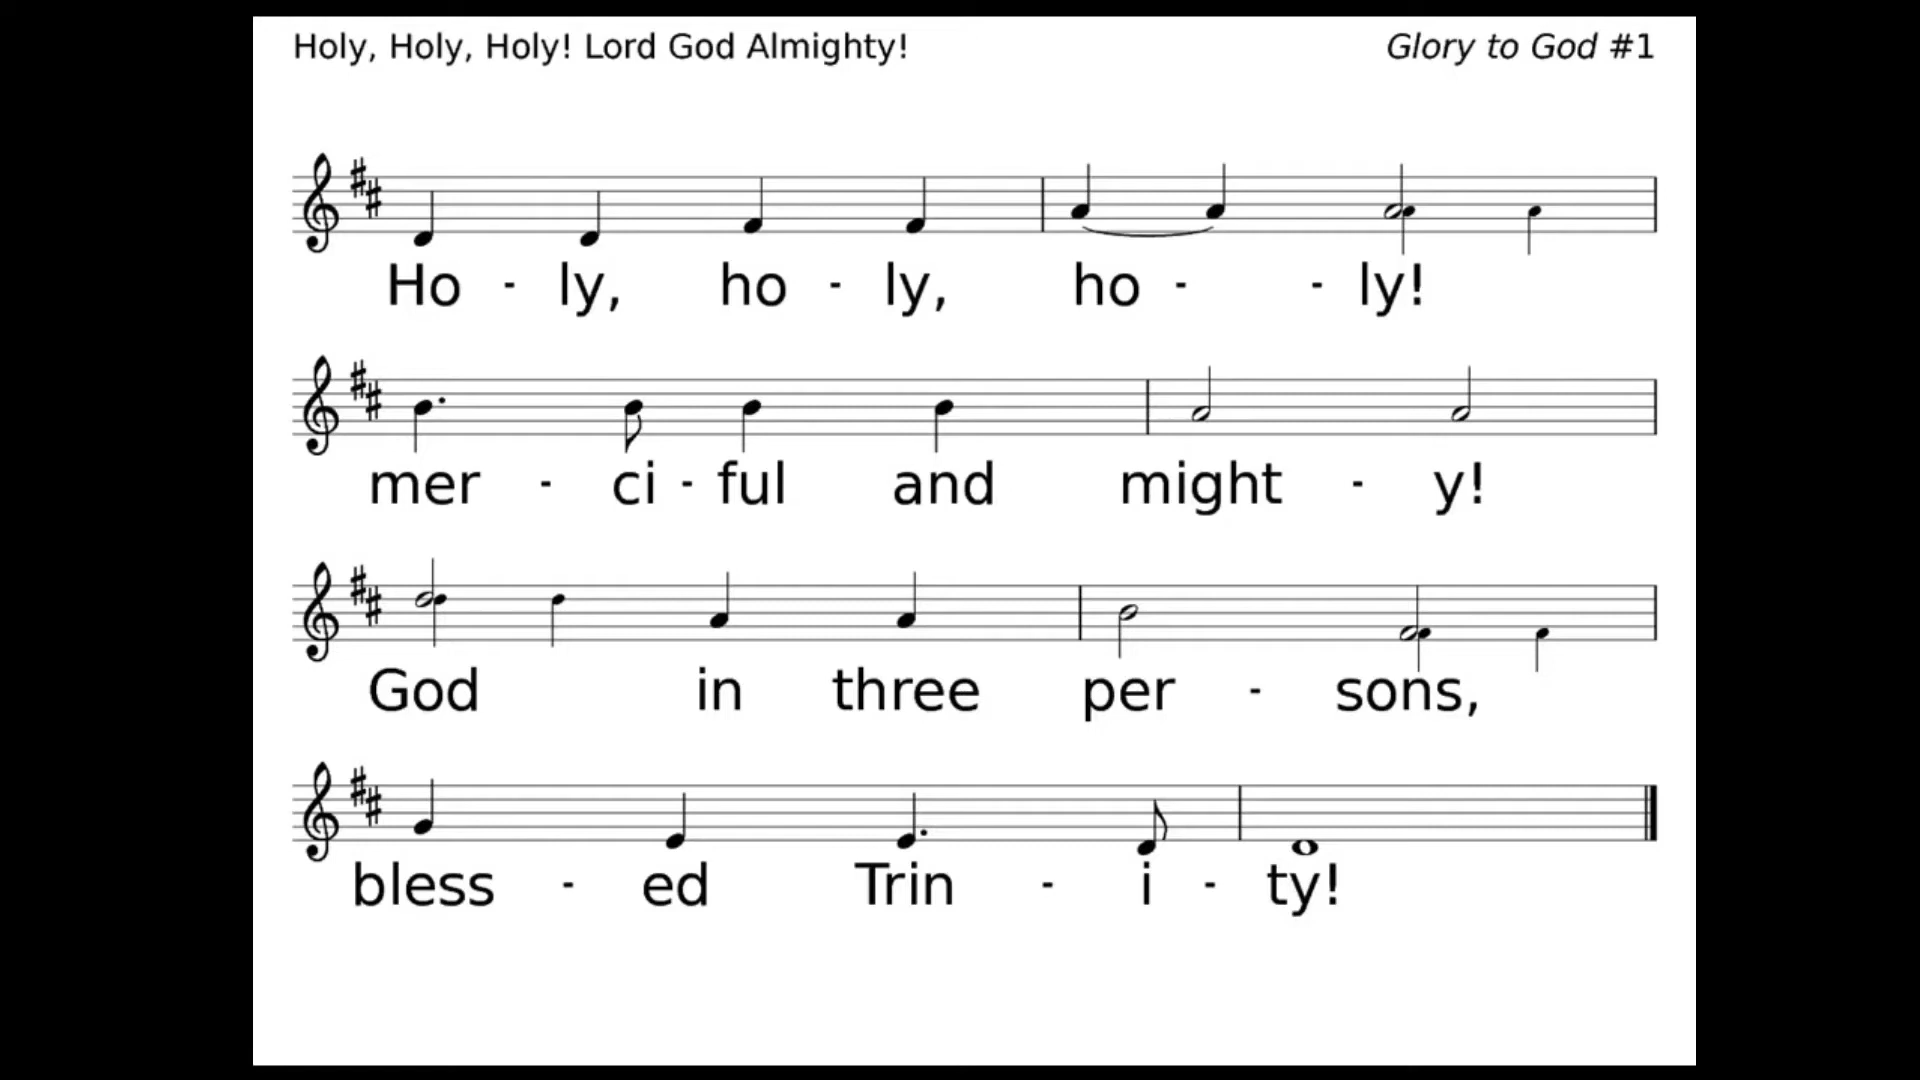 Holy, Holy, Holy! Lord God Almighty!
Glory to God #1
Ho - ly, ho - ly, ho - - ly!
mer - ci - ful and might - y!
God in three per - sons,
bless - ed Trin - i - ty!